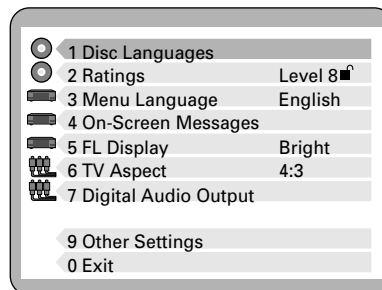 1 Disc Languages
2 Ratings Level 8
3 Menu Language English
4 On-Screen Messages
5 FL Display Bright
6 TV Aspect 4:3
7 Digital Audio Output
9 Other Settings
0 Exit